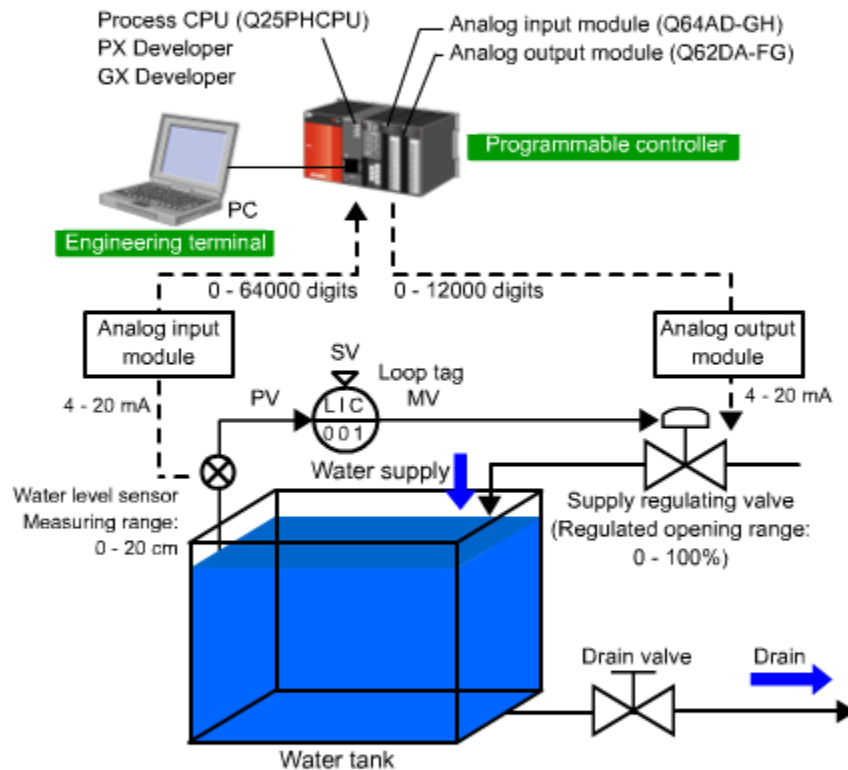 Process CPU (Q25PHCPU)
PX Developer
GX Developer
Analog input module (Q64AD-GH)
Analog output module (Q62DA-FG)
Programmable controller
PC
Engineering terminal
0 - 64000 digits
0 - 12000 digits
Analog input
module
Analog output
module
4 - 20 mA
4 - 20 mA
SV
PV
Loop tag
MV
LIC
001
Water supply
Water level sensor
Measuring range:
0 - 20 cm
Supply regulating valve
(Regulated opening range:
0 - 100%)
Drain valve
Drain
Water tank